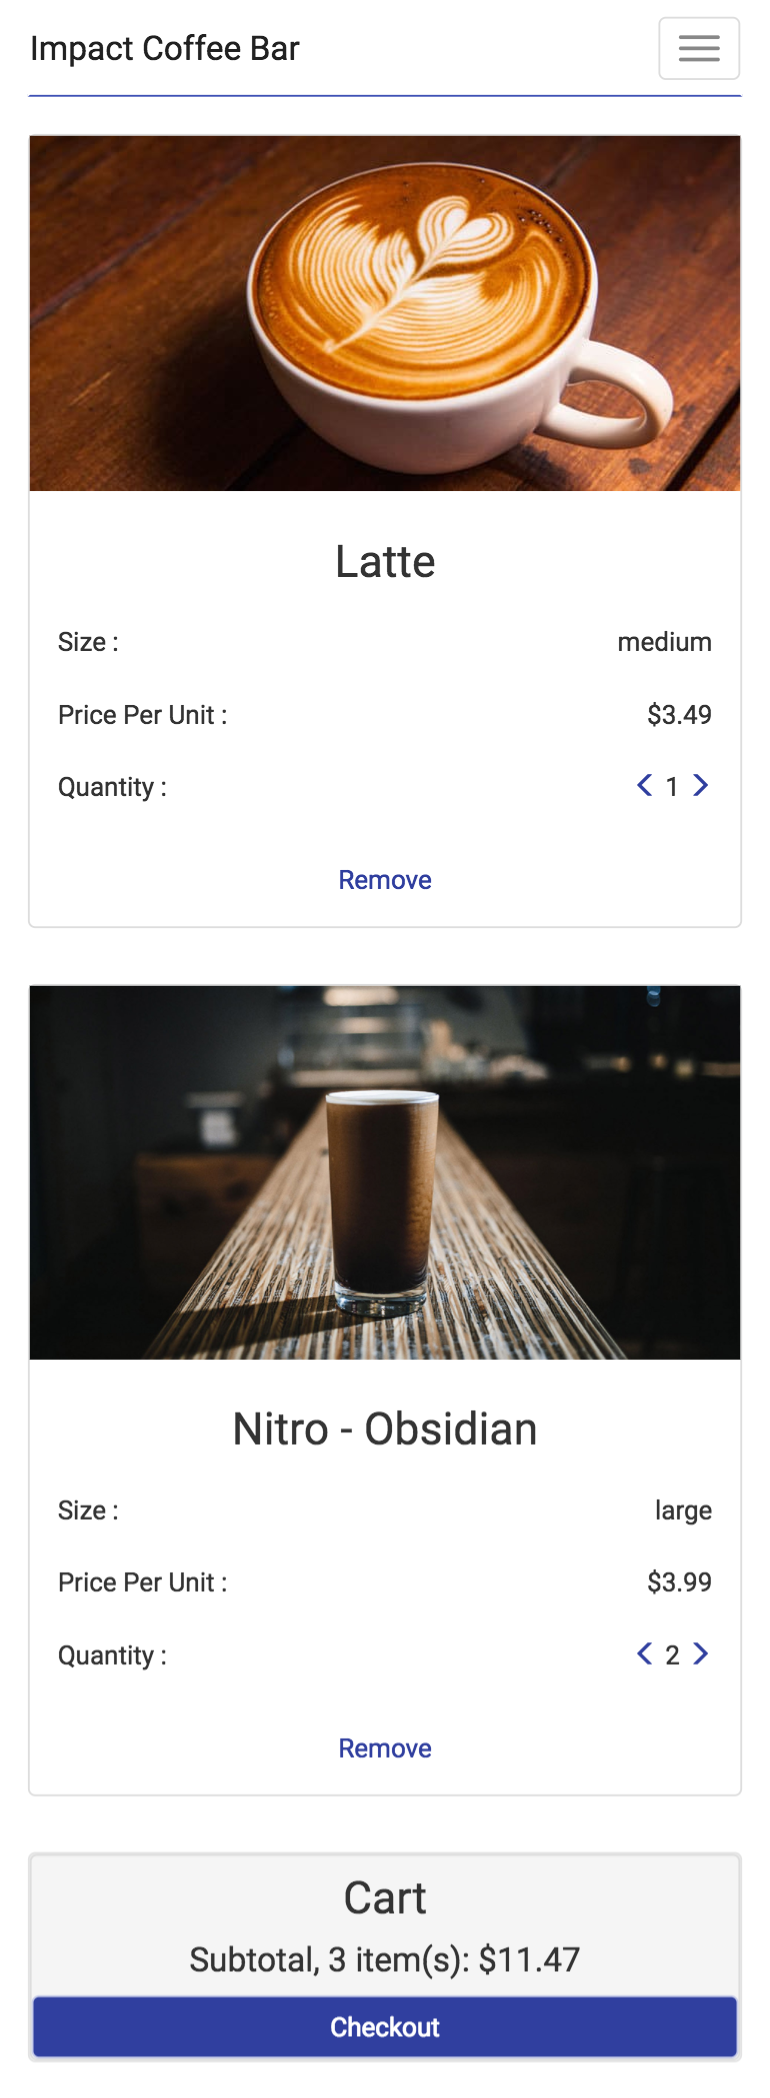 Impact Coffee Bar
Latte
Size : medium
Price Per Unit : $3.49
Quantity : < 1 >
Remove
Nitro - Obsidian
Size : large
Price Per Unit : $3.99
Quantity : < 2 >
Remove
Cart
Subtotal, 3 item(s): $11.47
Checkout